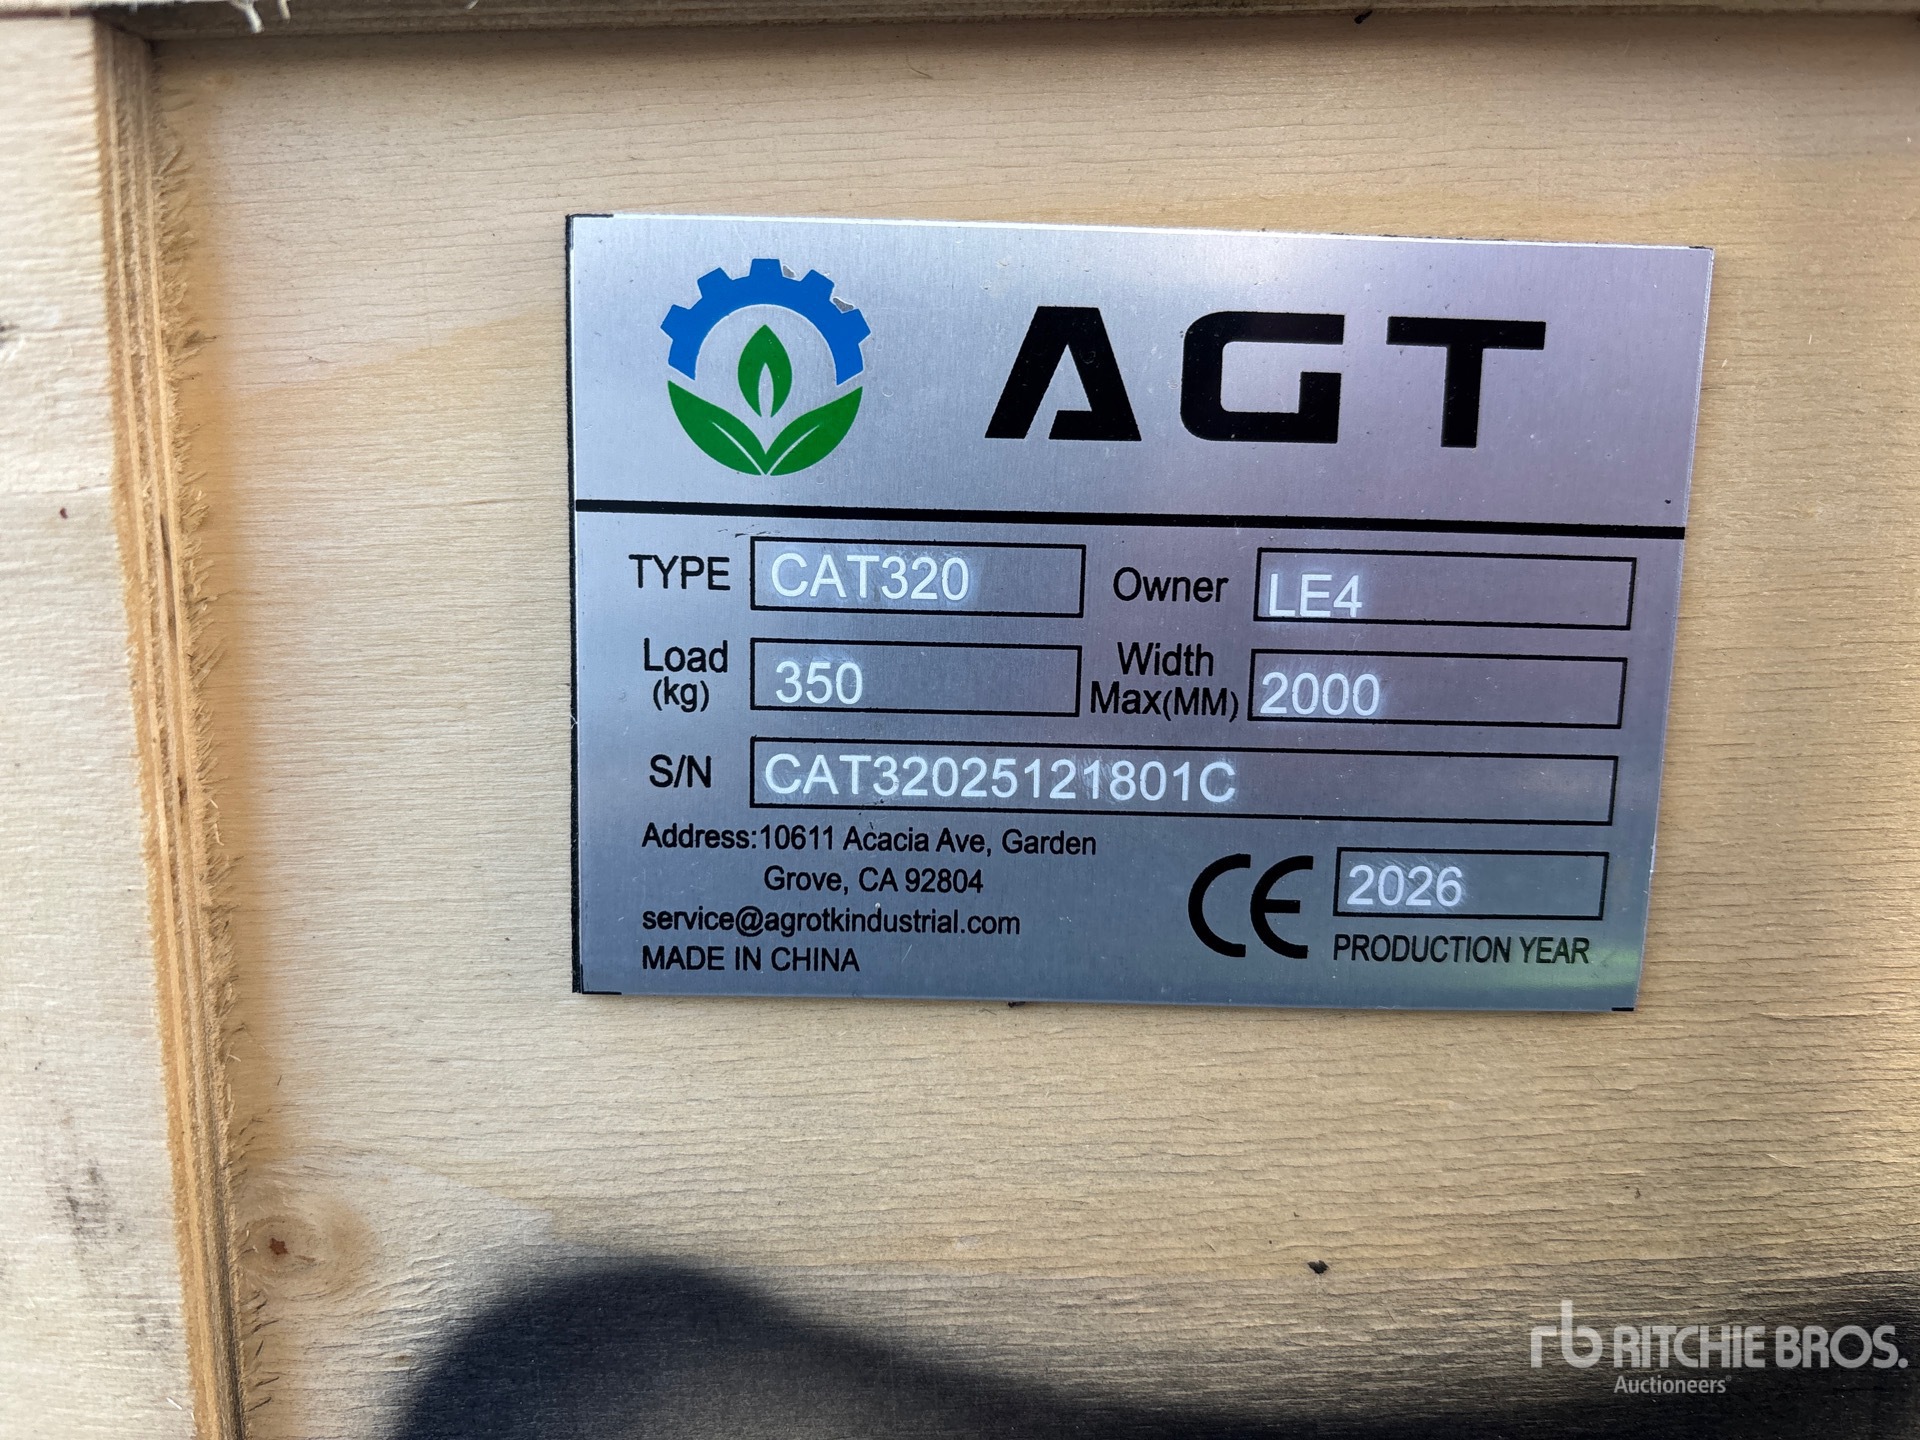 AGT
TYPE CAT320 Owner LE4
Load (kg) 350 Width Max(MM) 2000
S/N CAT32025121801C
Address:10611 Acacia Ave, Garden
Grove, CA 92804
service@agrotkindustrial.com
MADE IN CHINA
CE 2026
PRODUCTION YEAR
rb RITCHIE BROS.
Auctioneers